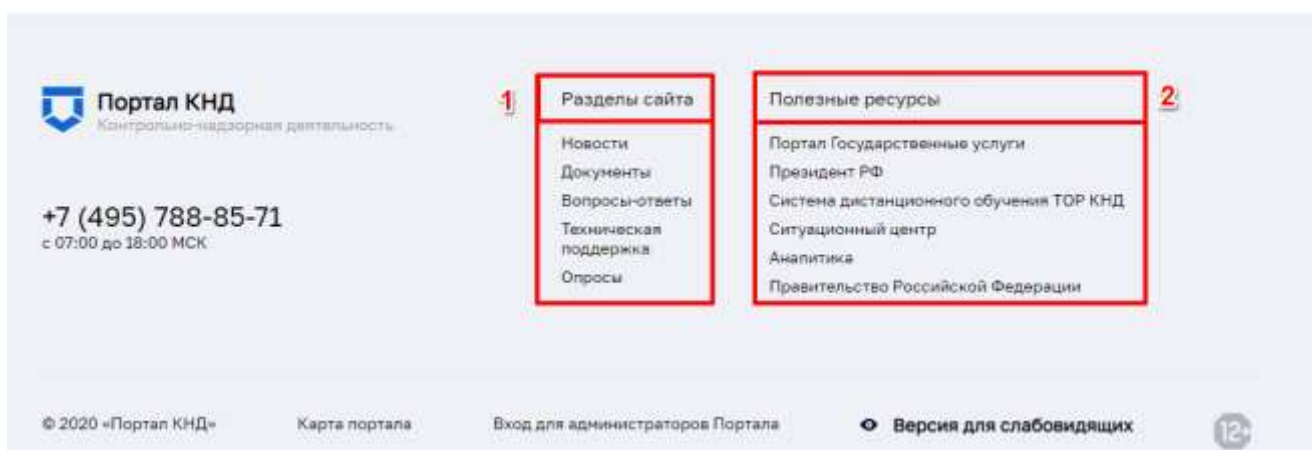 Портал КНД
Контрольно-надзорная деятельность
+7 (495) 788-85-71
с 07:00 до 18:00 МСК
1
Разделы сайта
Новости
Документы
Вопросы-ответы
Техническая
поддержка
Опросы
Полезные ресурсы
2
Портал Государственные услуги
Президент РФ
Система дистанционного обучения ТОР КНД
Ситуационный центр
Аналитика
Правительство Российской Федерации
© 2020 «Портал КНД»
Карта портала
Вход для администраторов Портала
Версия для слабовидящих
12+